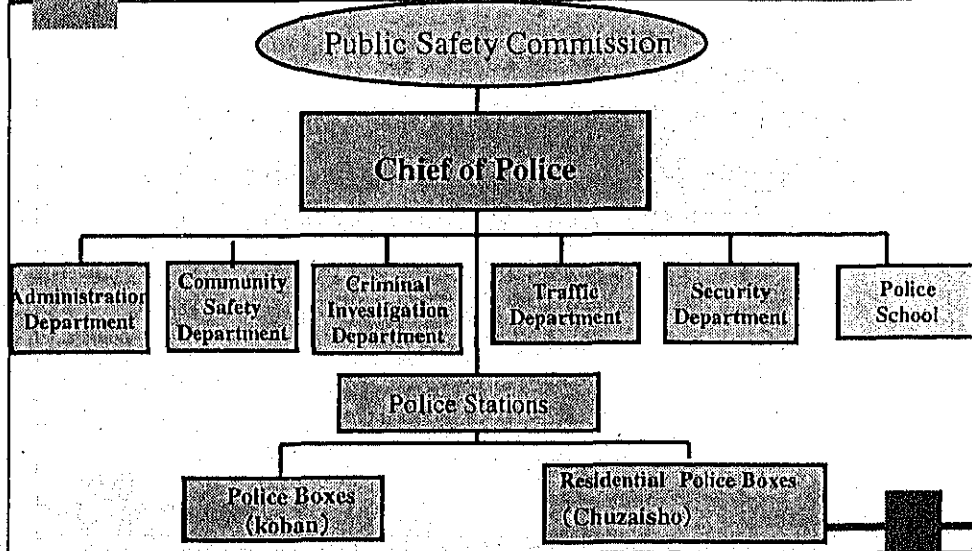 Public Safety Commission
Chief of Police
Administration
Department
Community
Safety
Department
Criminal
Investigation
Department
Traffic
Department
Security
Department
Police
School
Police Stations
Police Boxes
(koban)
Residential Police Boxes
(Chuzaisho)